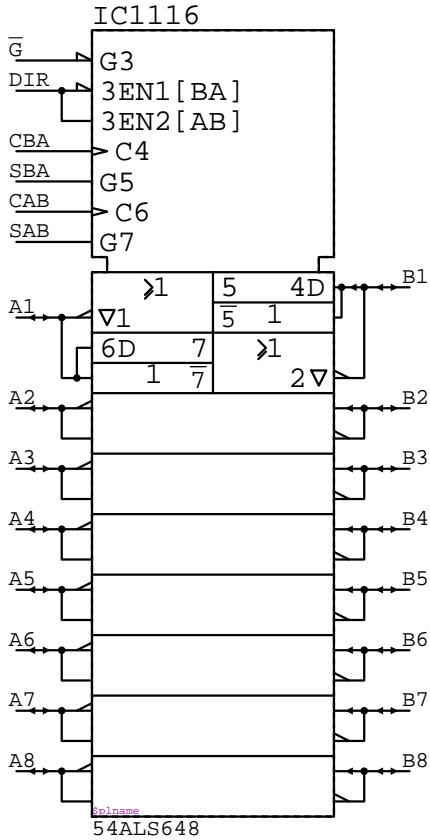 IC1116
G̅ G3
DIR 3EN1[BA]
3EN2[AB]
CBA C4
SBA G5
CAB C6
SAB G7
≥1 5 4D B1
A1 ▽1 5̅ 1
6D 7 ≥1
1 7̅ 2▽
A2 B2
A3 B3
A4 B4
A5 B5
A6 B6
A7 B7
A8 B8
$plname
54ALS648